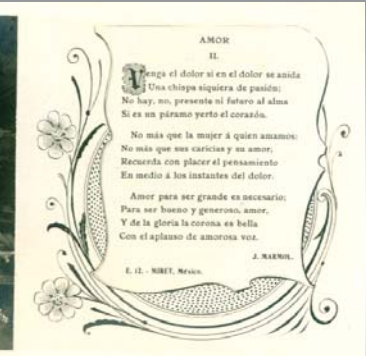 AMOR
II.
Venga el dolor si en el dolor se anida
Una chispa siquiera de pasión;
No hay, no, presente ni futuro al alma
Si es un páramo yerto el corazón.
No más que la mujer á quien amamos:
No más que sus caricias y su amor,
Recuerda con placer el pensamiento
En medio á los instantes del dolor.
Amor para ser grande es necesario;
Para ser bueno y generoso, amor,
Y de la gloria la corona es bella
Con el aplauso de amorosa voz.
J. MARMOL.
E. 12. - MIRET, México.